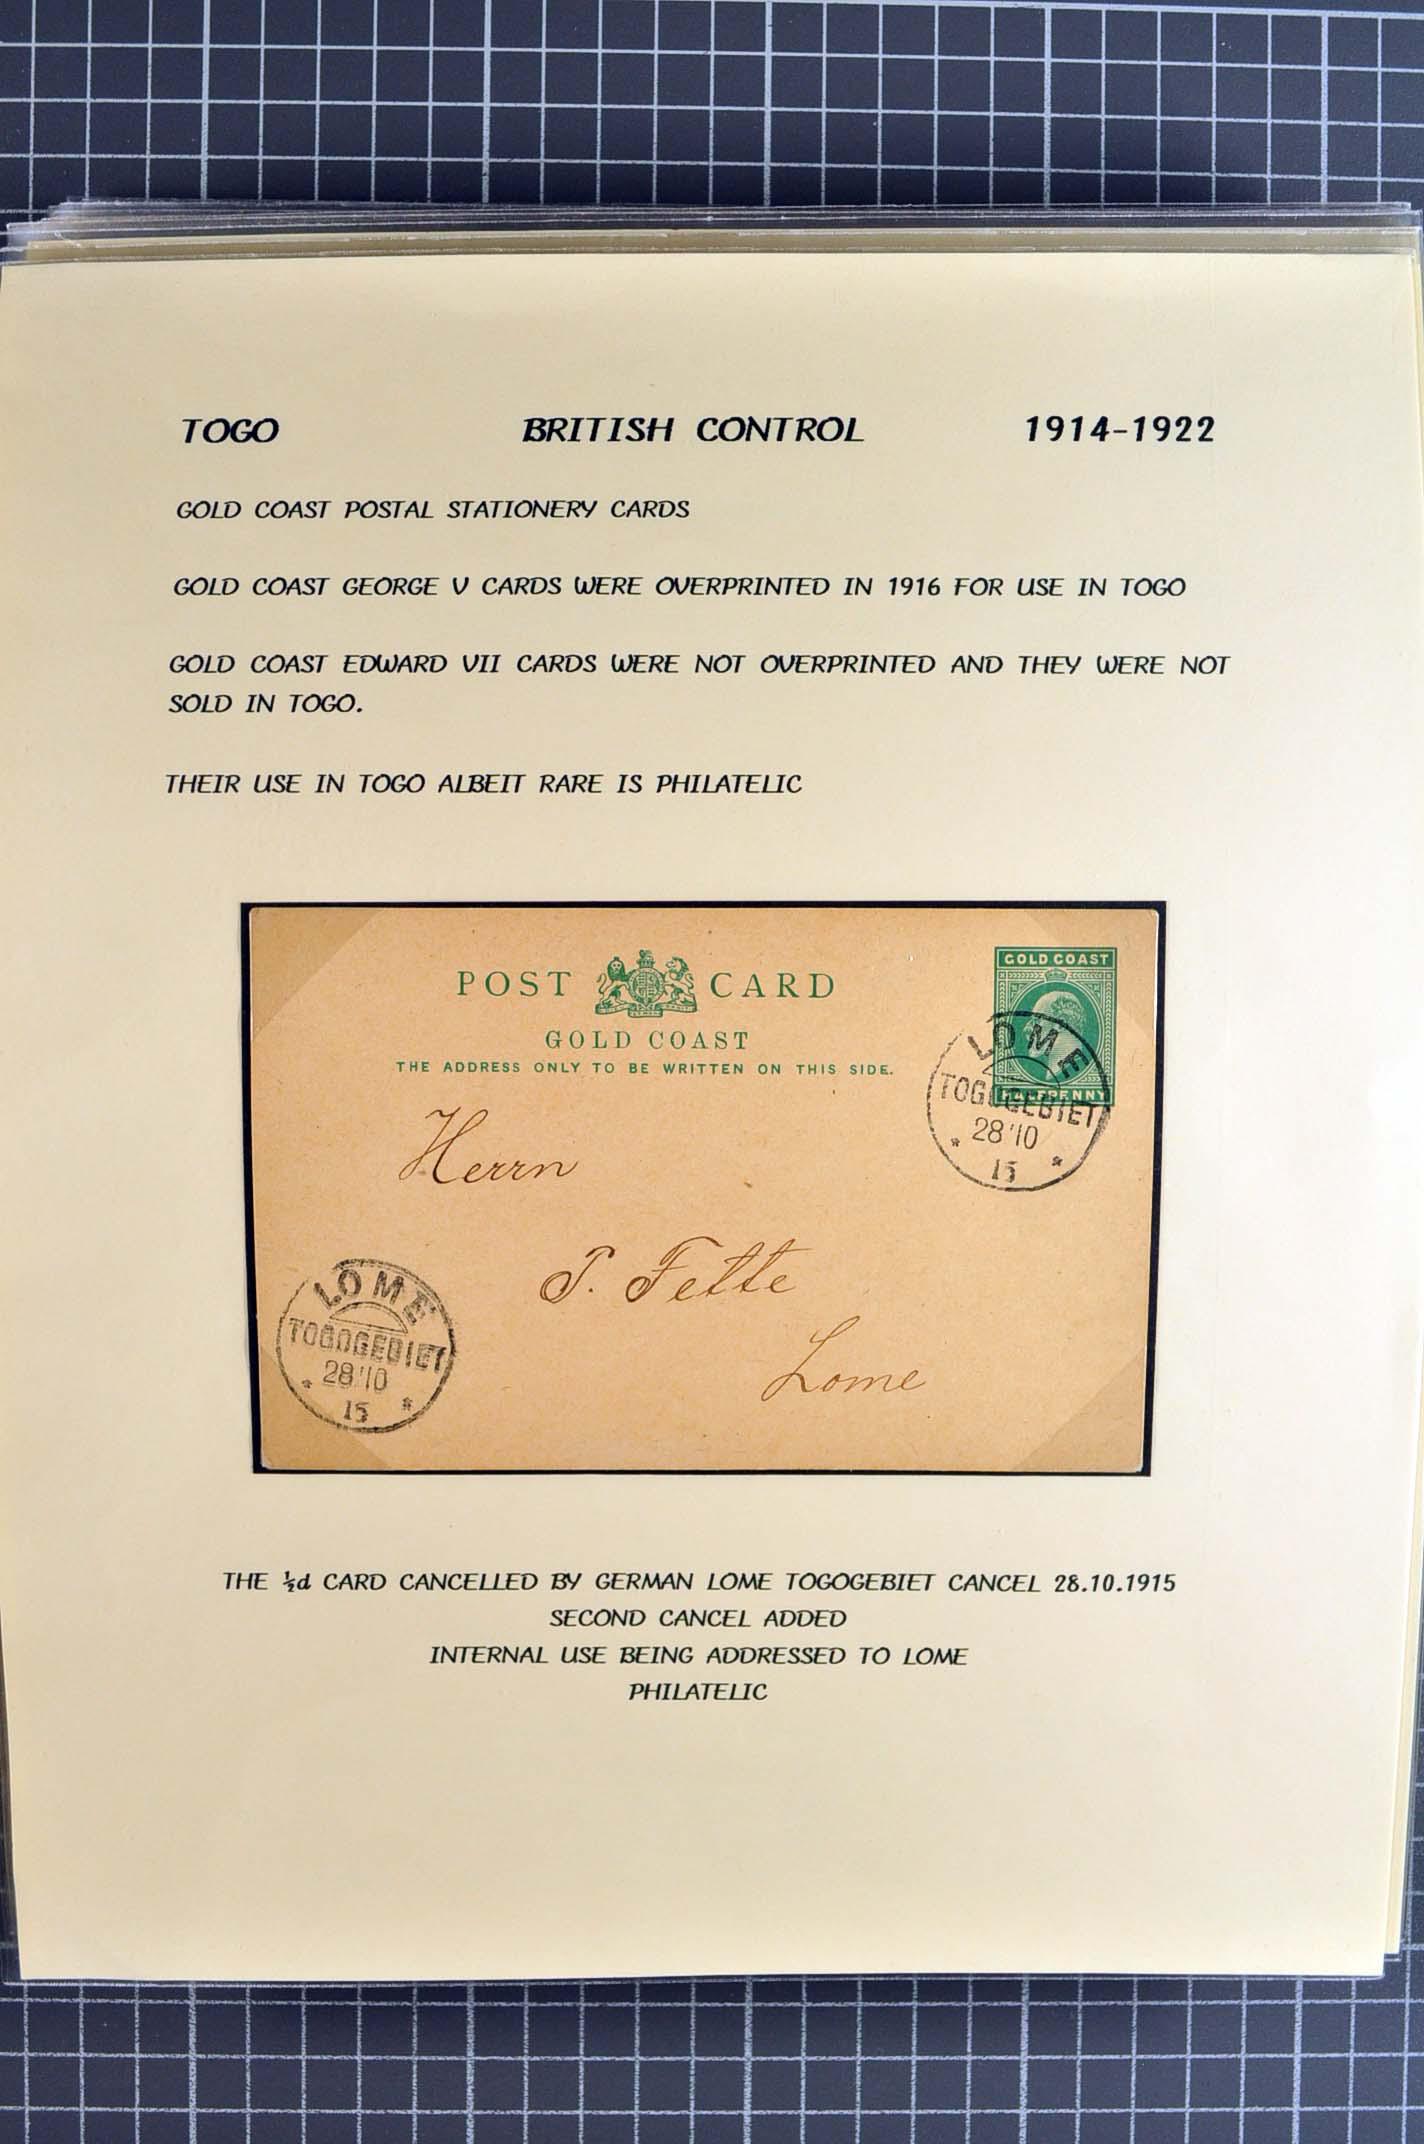 TOGO BRITISH CONTROL 1914-1922
GOLD COAST POSTAL STATIONERY CARDS
GOLD COAST GEORGE V CARDS WERE OVERPRINTED IN 1916 FOR USE IN TOGO
GOLD COAST EDWARD VII CARDS WERE NOT OVERPRINTED AND THEY WERE NOT
SOLD IN TOGO.
THEIR USE IN TOGO ALBEIT RARE IS PHILATELIC
POST CARD
GOLD COAST
THE ADDRESS ONLY TO BE WRITTEN ON THIS SIDE.
GOLD COAST
HALFPENNY
LOME
TOGOGEBIET
28 10
15
Herrn
P. Fette
Lome
LOME
TOGOGEBIET
28 10
15
THE ½d CARD CANCELLED BY GERMAN LOME TOGOGEBIET CANCEL 28.10.1915
SECOND CANCEL ADDED
INTERNAL USE BEING ADDRESSED TO LOME
PHILATELIC